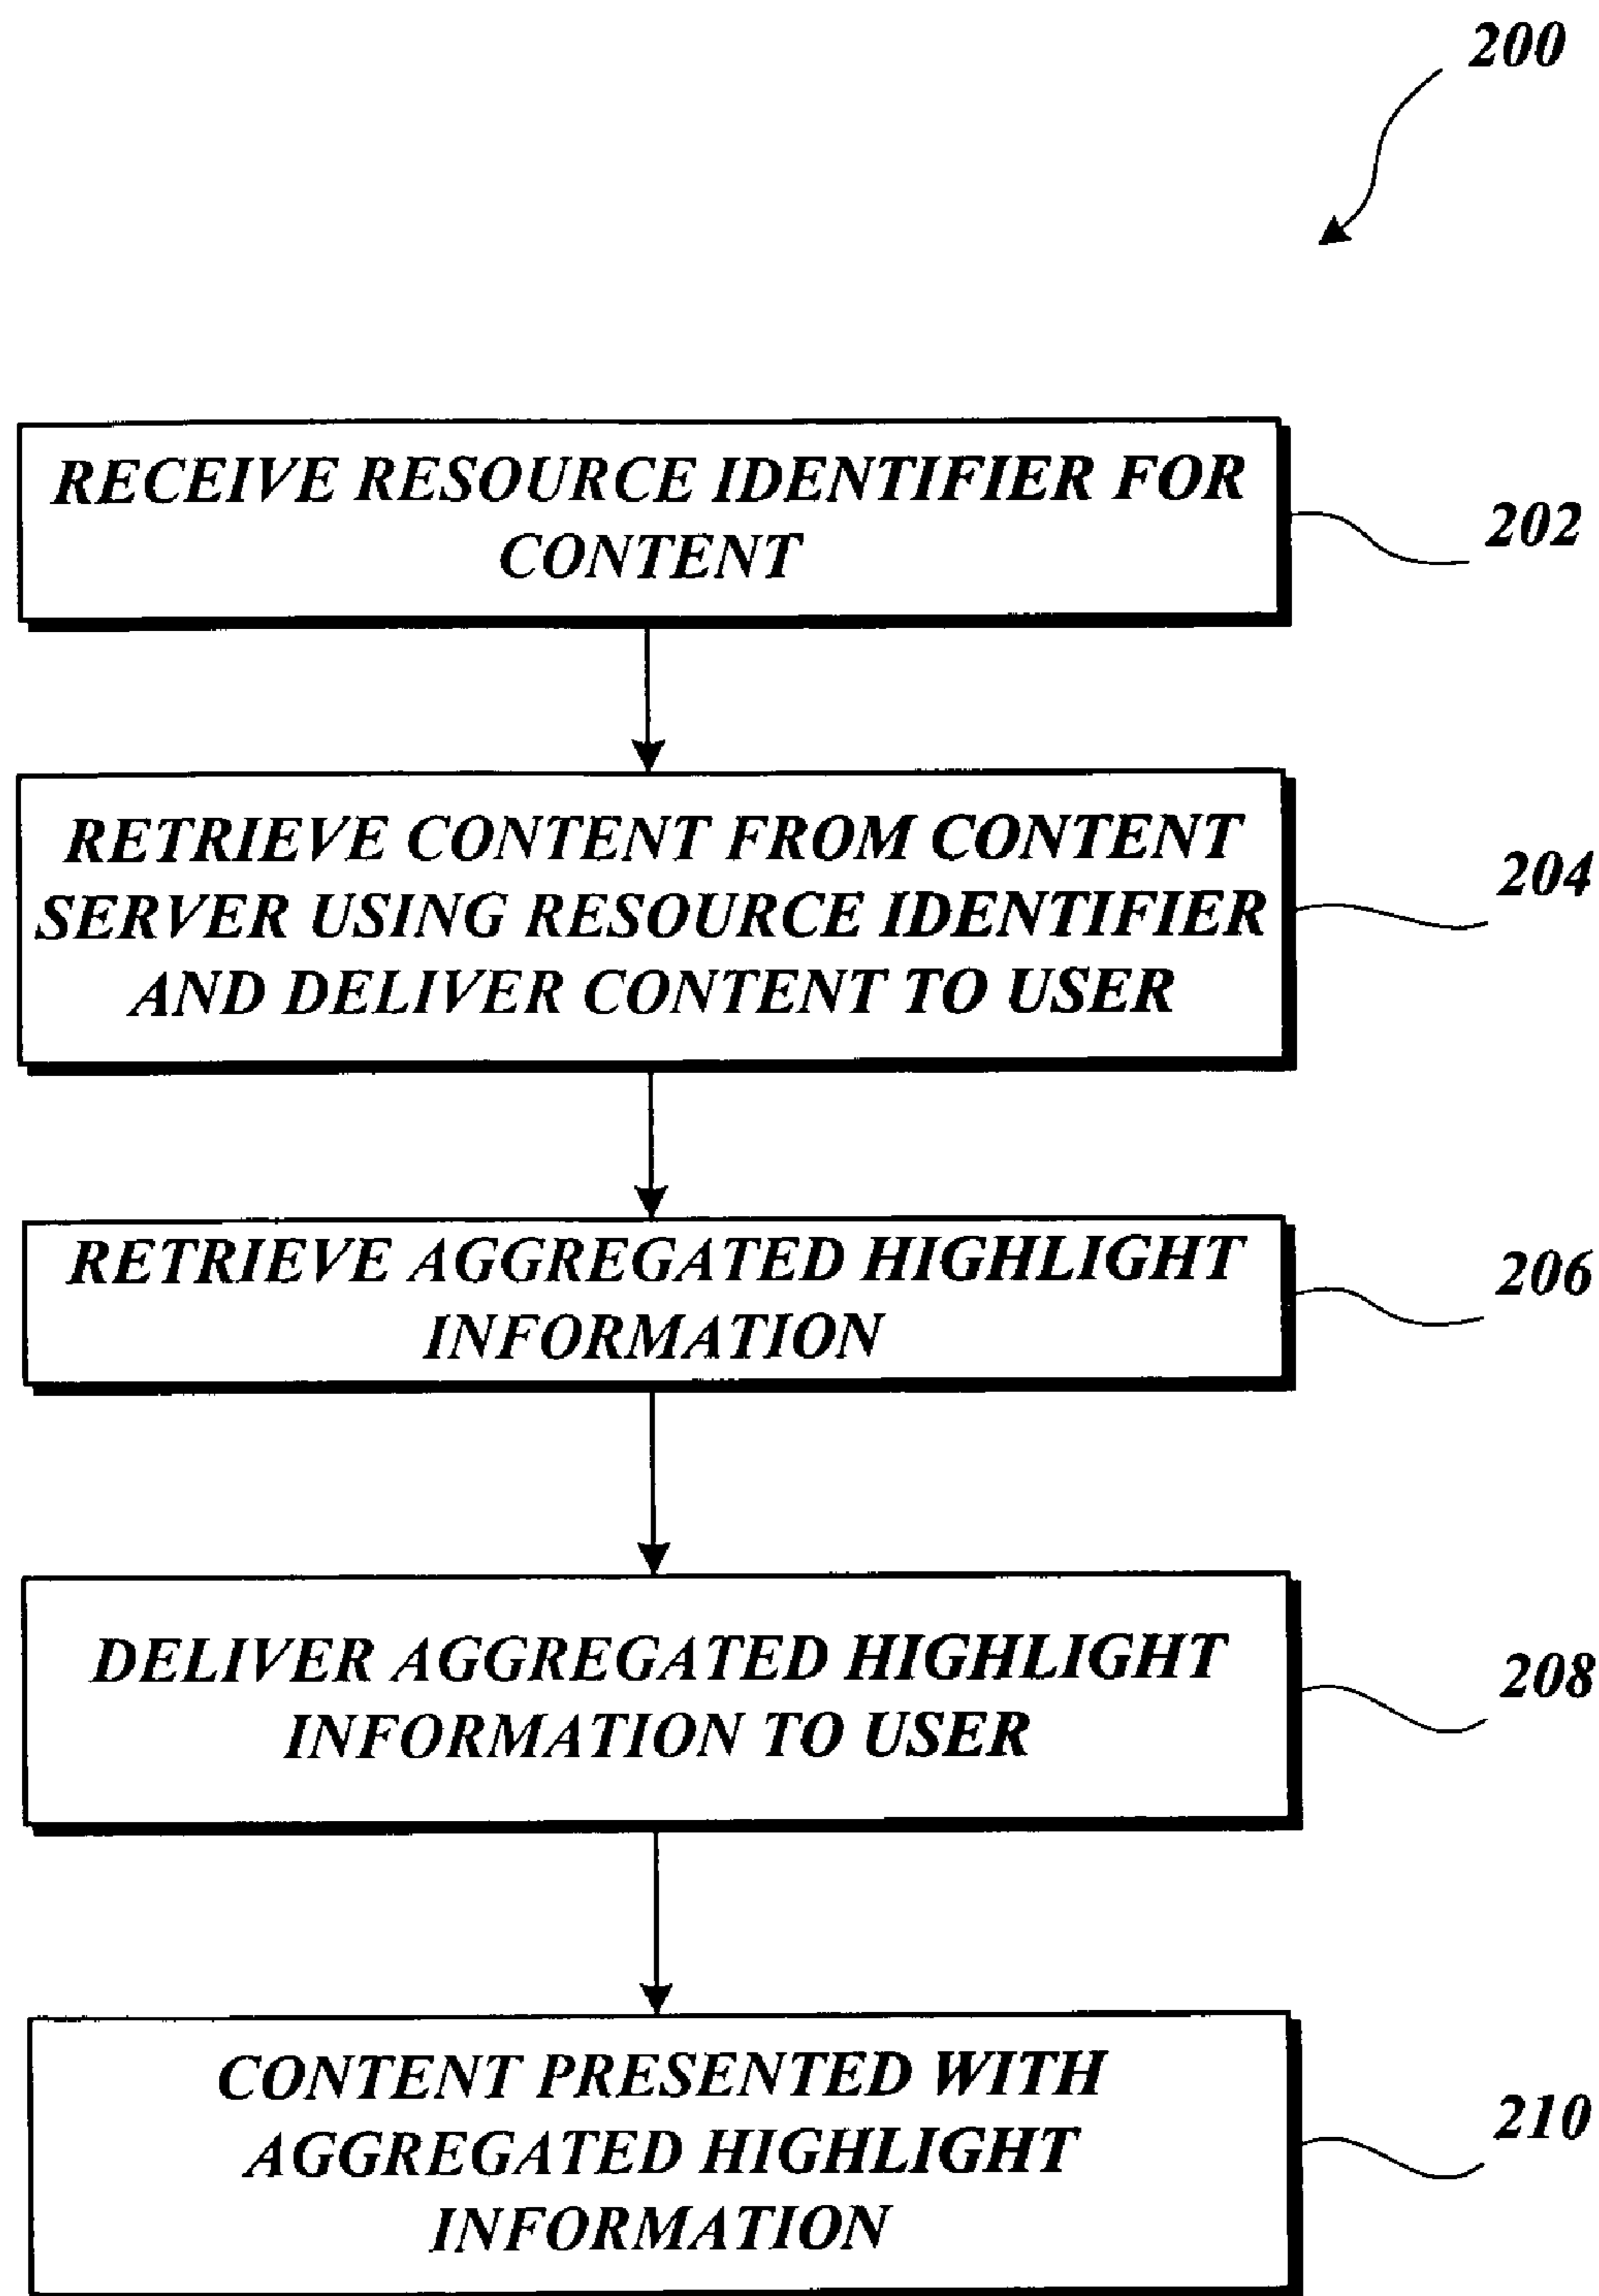 200
RECEIVE RESOURCE IDENTIFIER FOR
CONTENT
202
RETRIEVE CONTENT FROM CONTENT
SERVER USING RESOURCE IDENTIFIER
AND DELIVER CONTENT TO USER
204
RETRIEVE AGGREGATED HIGHLIGHT
INFORMATION
206
DELIVER AGGREGATED HIGHLIGHT
INFORMATION TO USER
208
CONTENT PRESENTED WITH
AGGREGATED HIGHLIGHT
INFORMATION
210